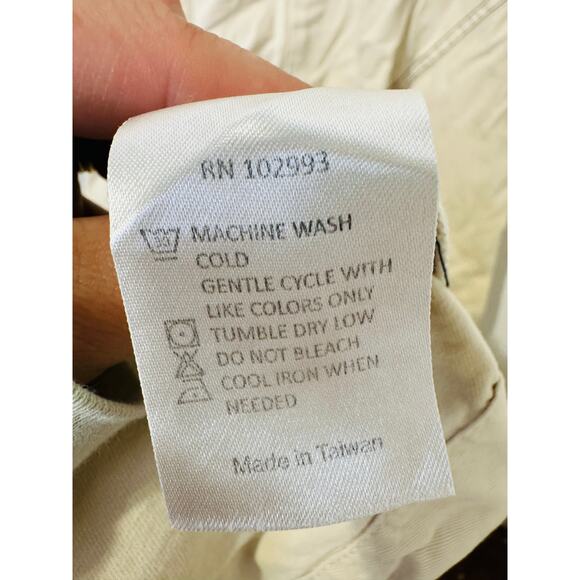 RN 102993
MACHINE WASH
COLD
GENTLE CYCLE WITH
LIKE COLORS ONLY
TUMBLE DRY LOW
DO NOT BLEACH
COOL IRON WHEN
NEEDED
Made in Taiwan